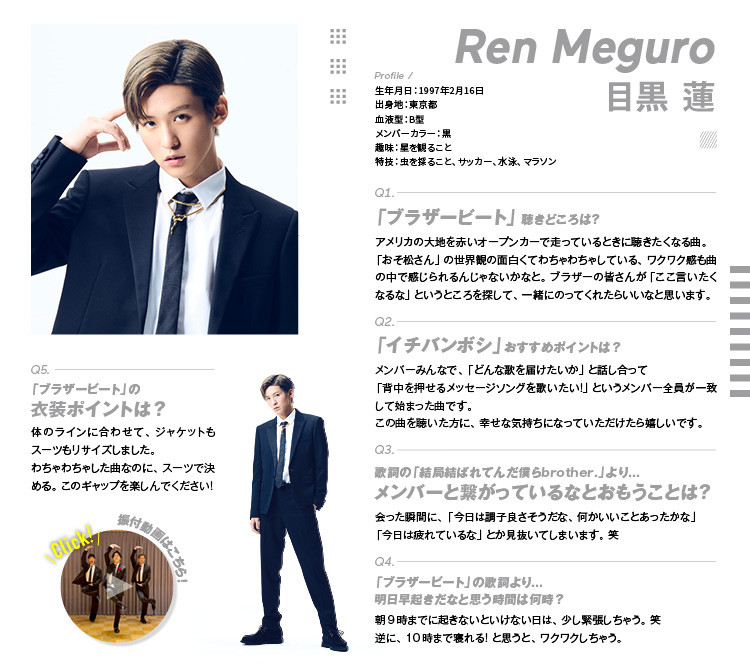 Ren Meguro
目黒 蓮
Profile /
生年月日：1997年2月16日
出身地：東京都
血液型：B型
メンバーカラー：黒
趣味：星を観ること
特技：虫を採ること、サッカー、水泳、マラソン
Q1.
「ブラザービート」聴きどころは？
アメリカの大地を赤いオープンカーで走っているときに聴きたくなる曲。
「おそ松さん」の世界観の面白くてわちゃわちゃしている、ワクワク感も曲
の中で感じられるんじゃないかなと。ブラザーの皆さんが「ここ言いたく
なるな」というところを探して、一緒にのってくれたらいいなと思います。
Q2.
「イチバンボシ」おすすめポイントは？
メンバーみんなで、「どんな歌を届けたいか」と話し合って
「背中を押せるメッセージソングを歌いたい！」というメンバー全員が一致
して始まった曲です。
この曲を聴いた方に、幸せな気持ちになっていただけたら嬉しいです。
Q3.
歌詞の「結局結ばれてんだ僕らbrother.」より…
メンバーと繋がっているなとおもうことは？
会った瞬間に、「今日は調子良さそうだな、何かいいことあったかな」
「今日は疲れているな」とか見抜いてしまいます。笑
Q4.
「ブラザービート」の歌詞より…
明日早起きだなと思う時間は何時？
朝9時までに起きないといけない日は、少し緊張しちゃう。笑
逆に、10時まで寝れる！と思うと、ワクワクしちゃう。
Q5.
「ブラザービート」の
衣装ポイントは？
体のラインに合わせて、ジャケットも
スーツもリサイズしました。
わちゃわちゃした曲なのに、スーツで決
める。このギャップを楽しんでください！
Click!
振付動画はこちら！